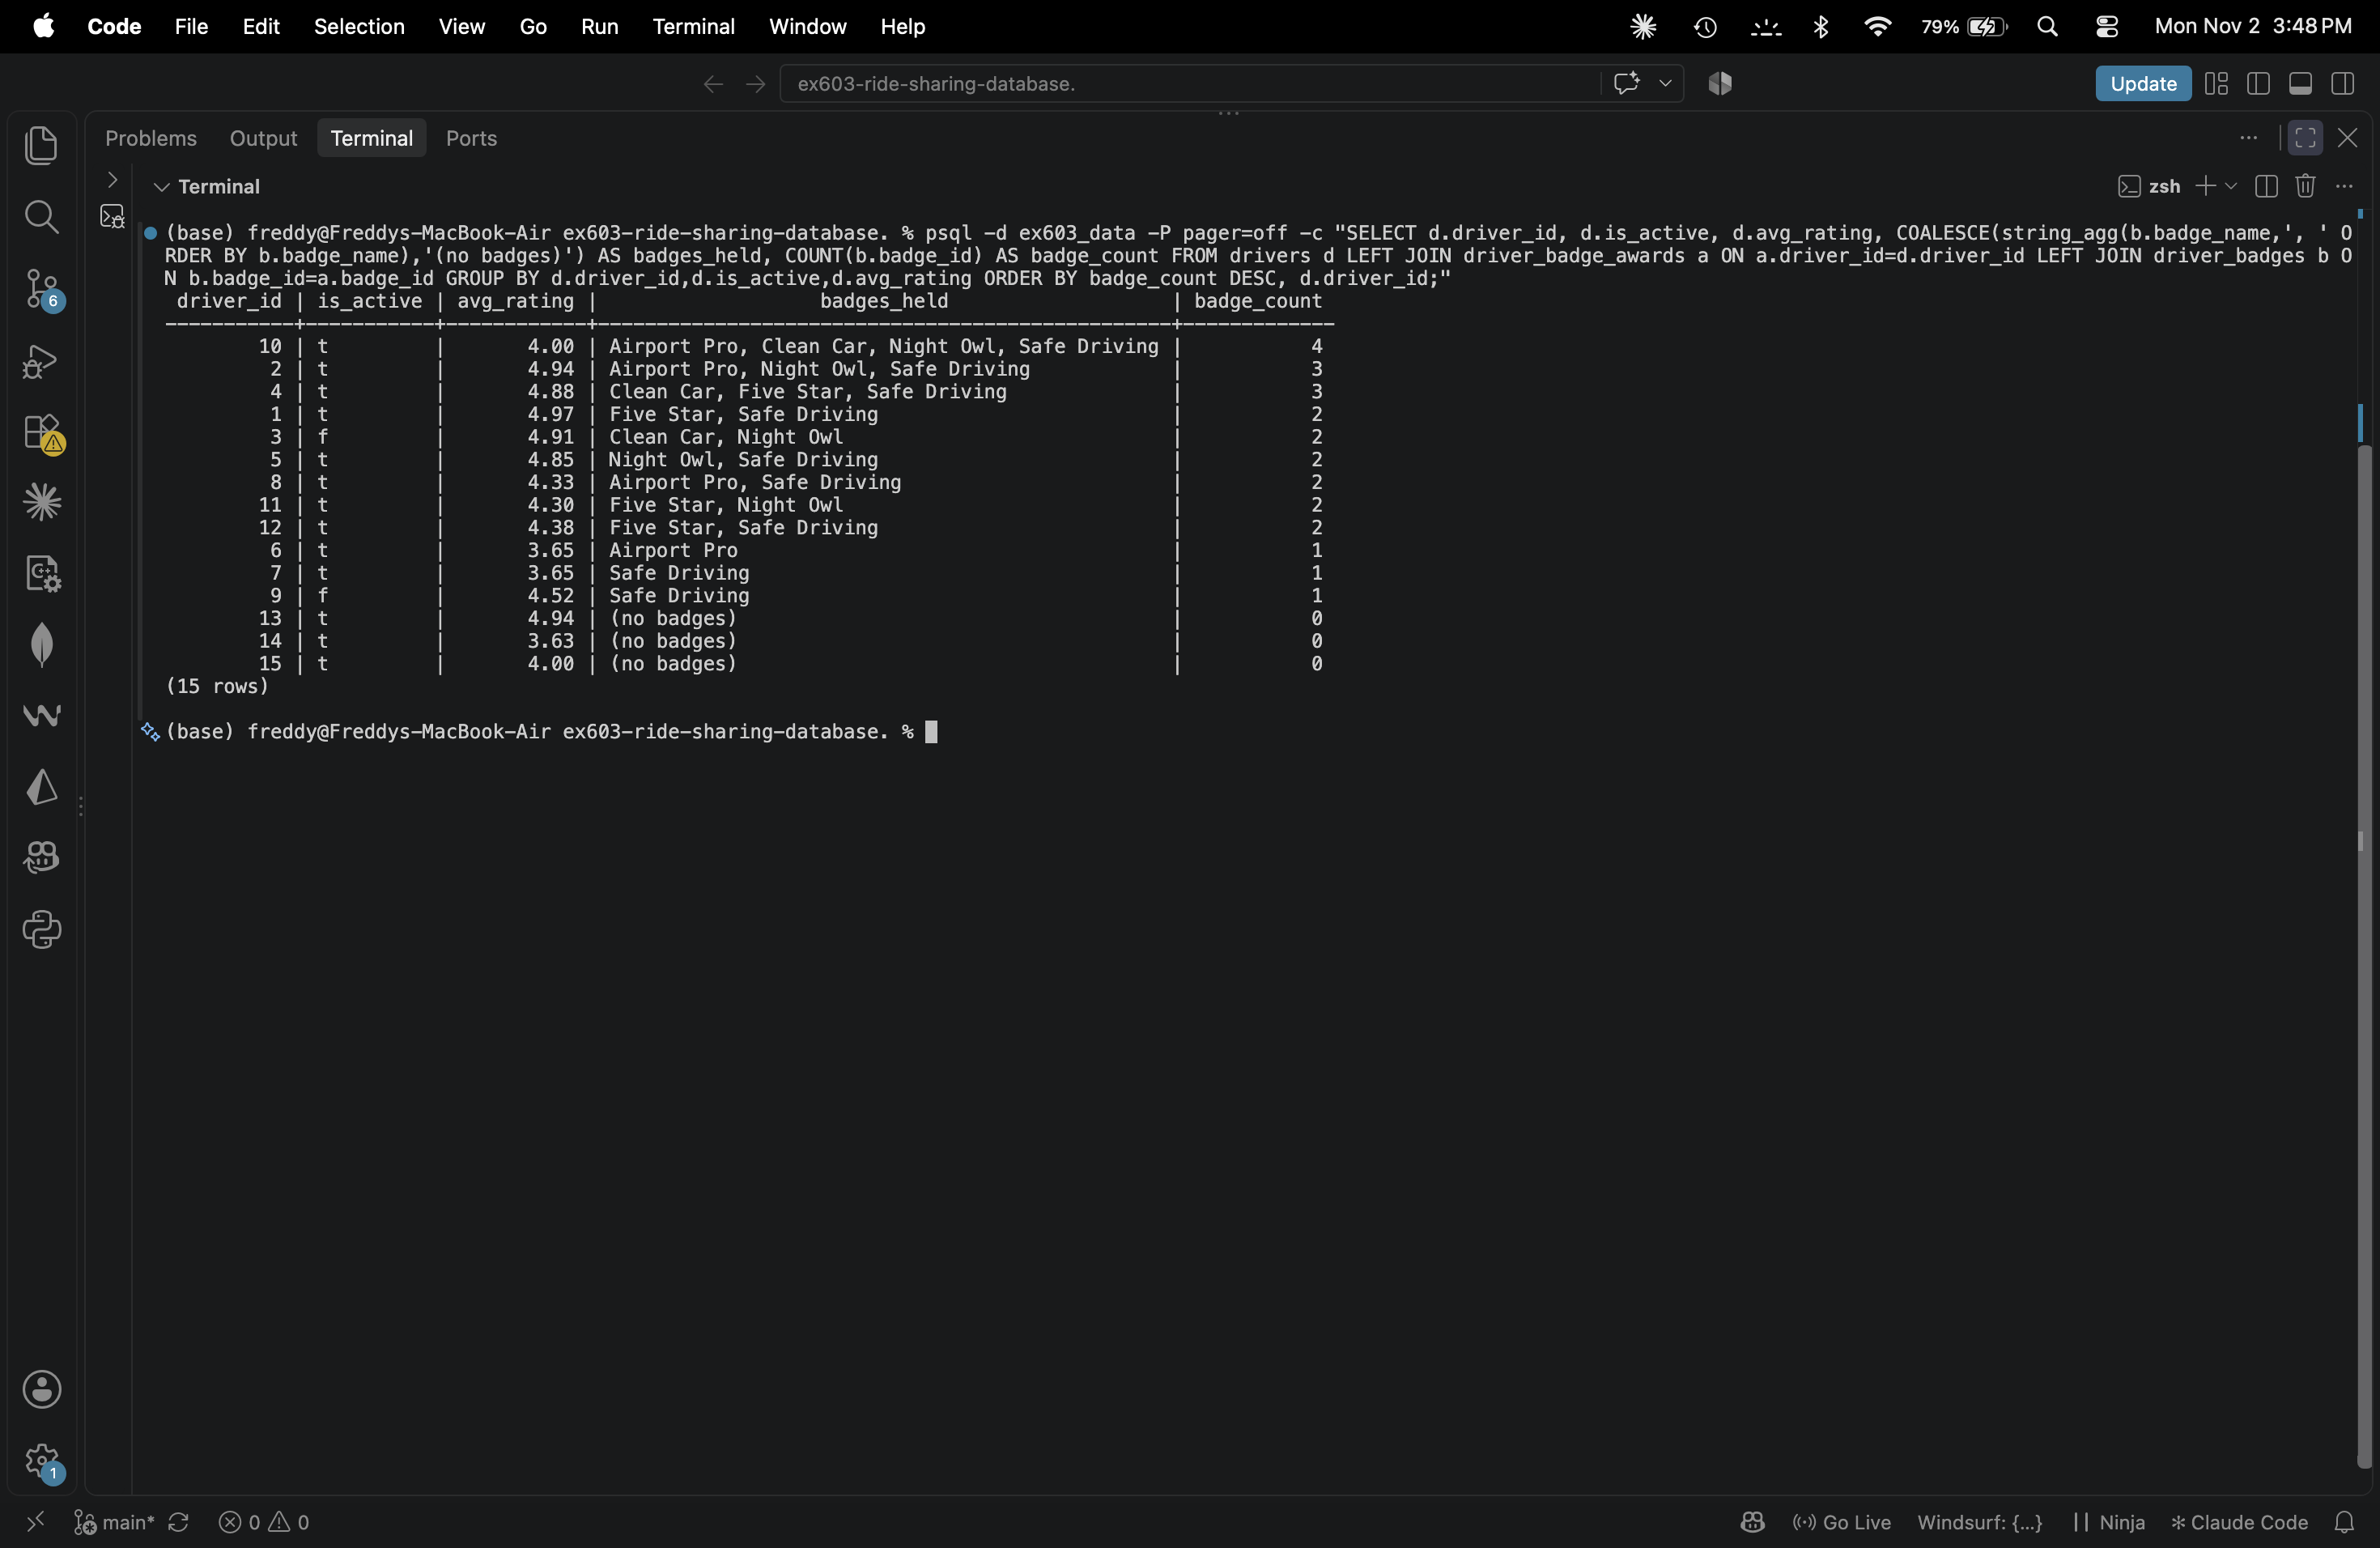 Code File Edit Selection View Go Run Terminal Window Help 79% Mon Nov 2 3:48 PM
ex603-ride-sharing-database. Update
Problems Output Terminal Ports
Terminal zsh
(base) freddy@Freddys-MacBook-Air ex603-ride-sharing-database. % psql -d ex603_data -P pager=off -c "SELECT d.driver_id, d.is_active, d.avg_rating, COALESCE(string_agg(b.badge_name,', ' O
RDER BY b.badge_name),'(no badges)') AS badges_held, COUNT(b.badge_id) AS badge_count FROM drivers d LEFT JOIN driver_badge_awards a ON a.driver_id=d.driver_id LEFT JOIN driver_badges b O
N b.badge_id=a.badge_id GROUP BY d.driver_id,d.is_active,d.avg_rating ORDER BY badge_count DESC, d.driver_id;"
driver_id | is_active | avg_rating | badges_held | badge_count
-----------+-----------+------------+-------------------------------------------------+-------------
10 | t | 4.00 | Airport Pro, Clean Car, Night Owl, Safe Driving | 4
2 | t | 4.94 | Airport Pro, Night Owl, Safe Driving | 3
4 | t | 4.88 | Clean Car, Five Star, Safe Driving | 3
1 | t | 4.97 | Five Star, Safe Driving | 2
3 | f | 4.91 | Clean Car, Night Owl | 2
5 | t | 4.85 | Night Owl, Safe Driving | 2
8 | t | 4.33 | Airport Pro, Safe Driving | 2
11 | t | 4.30 | Five Star, Night Owl | 2
12 | t | 4.38 | Five Star, Safe Driving | 2
6 | t | 3.65 | Airport Pro | 1
7 | t | 3.65 | Safe Driving | 1
9 | f | 4.52 | Safe Driving | 1
13 | t | 4.94 | (no badges) | 0
14 | t | 3.63 | (no badges) | 0
15 | t | 4.00 | (no badges) | 0
(15 rows)
(base) freddy@Freddys-MacBook-Air ex603-ride-sharing-database. %
6
1
main* 0 0 Go Live Windsurf: {...} Ninja Claude Code